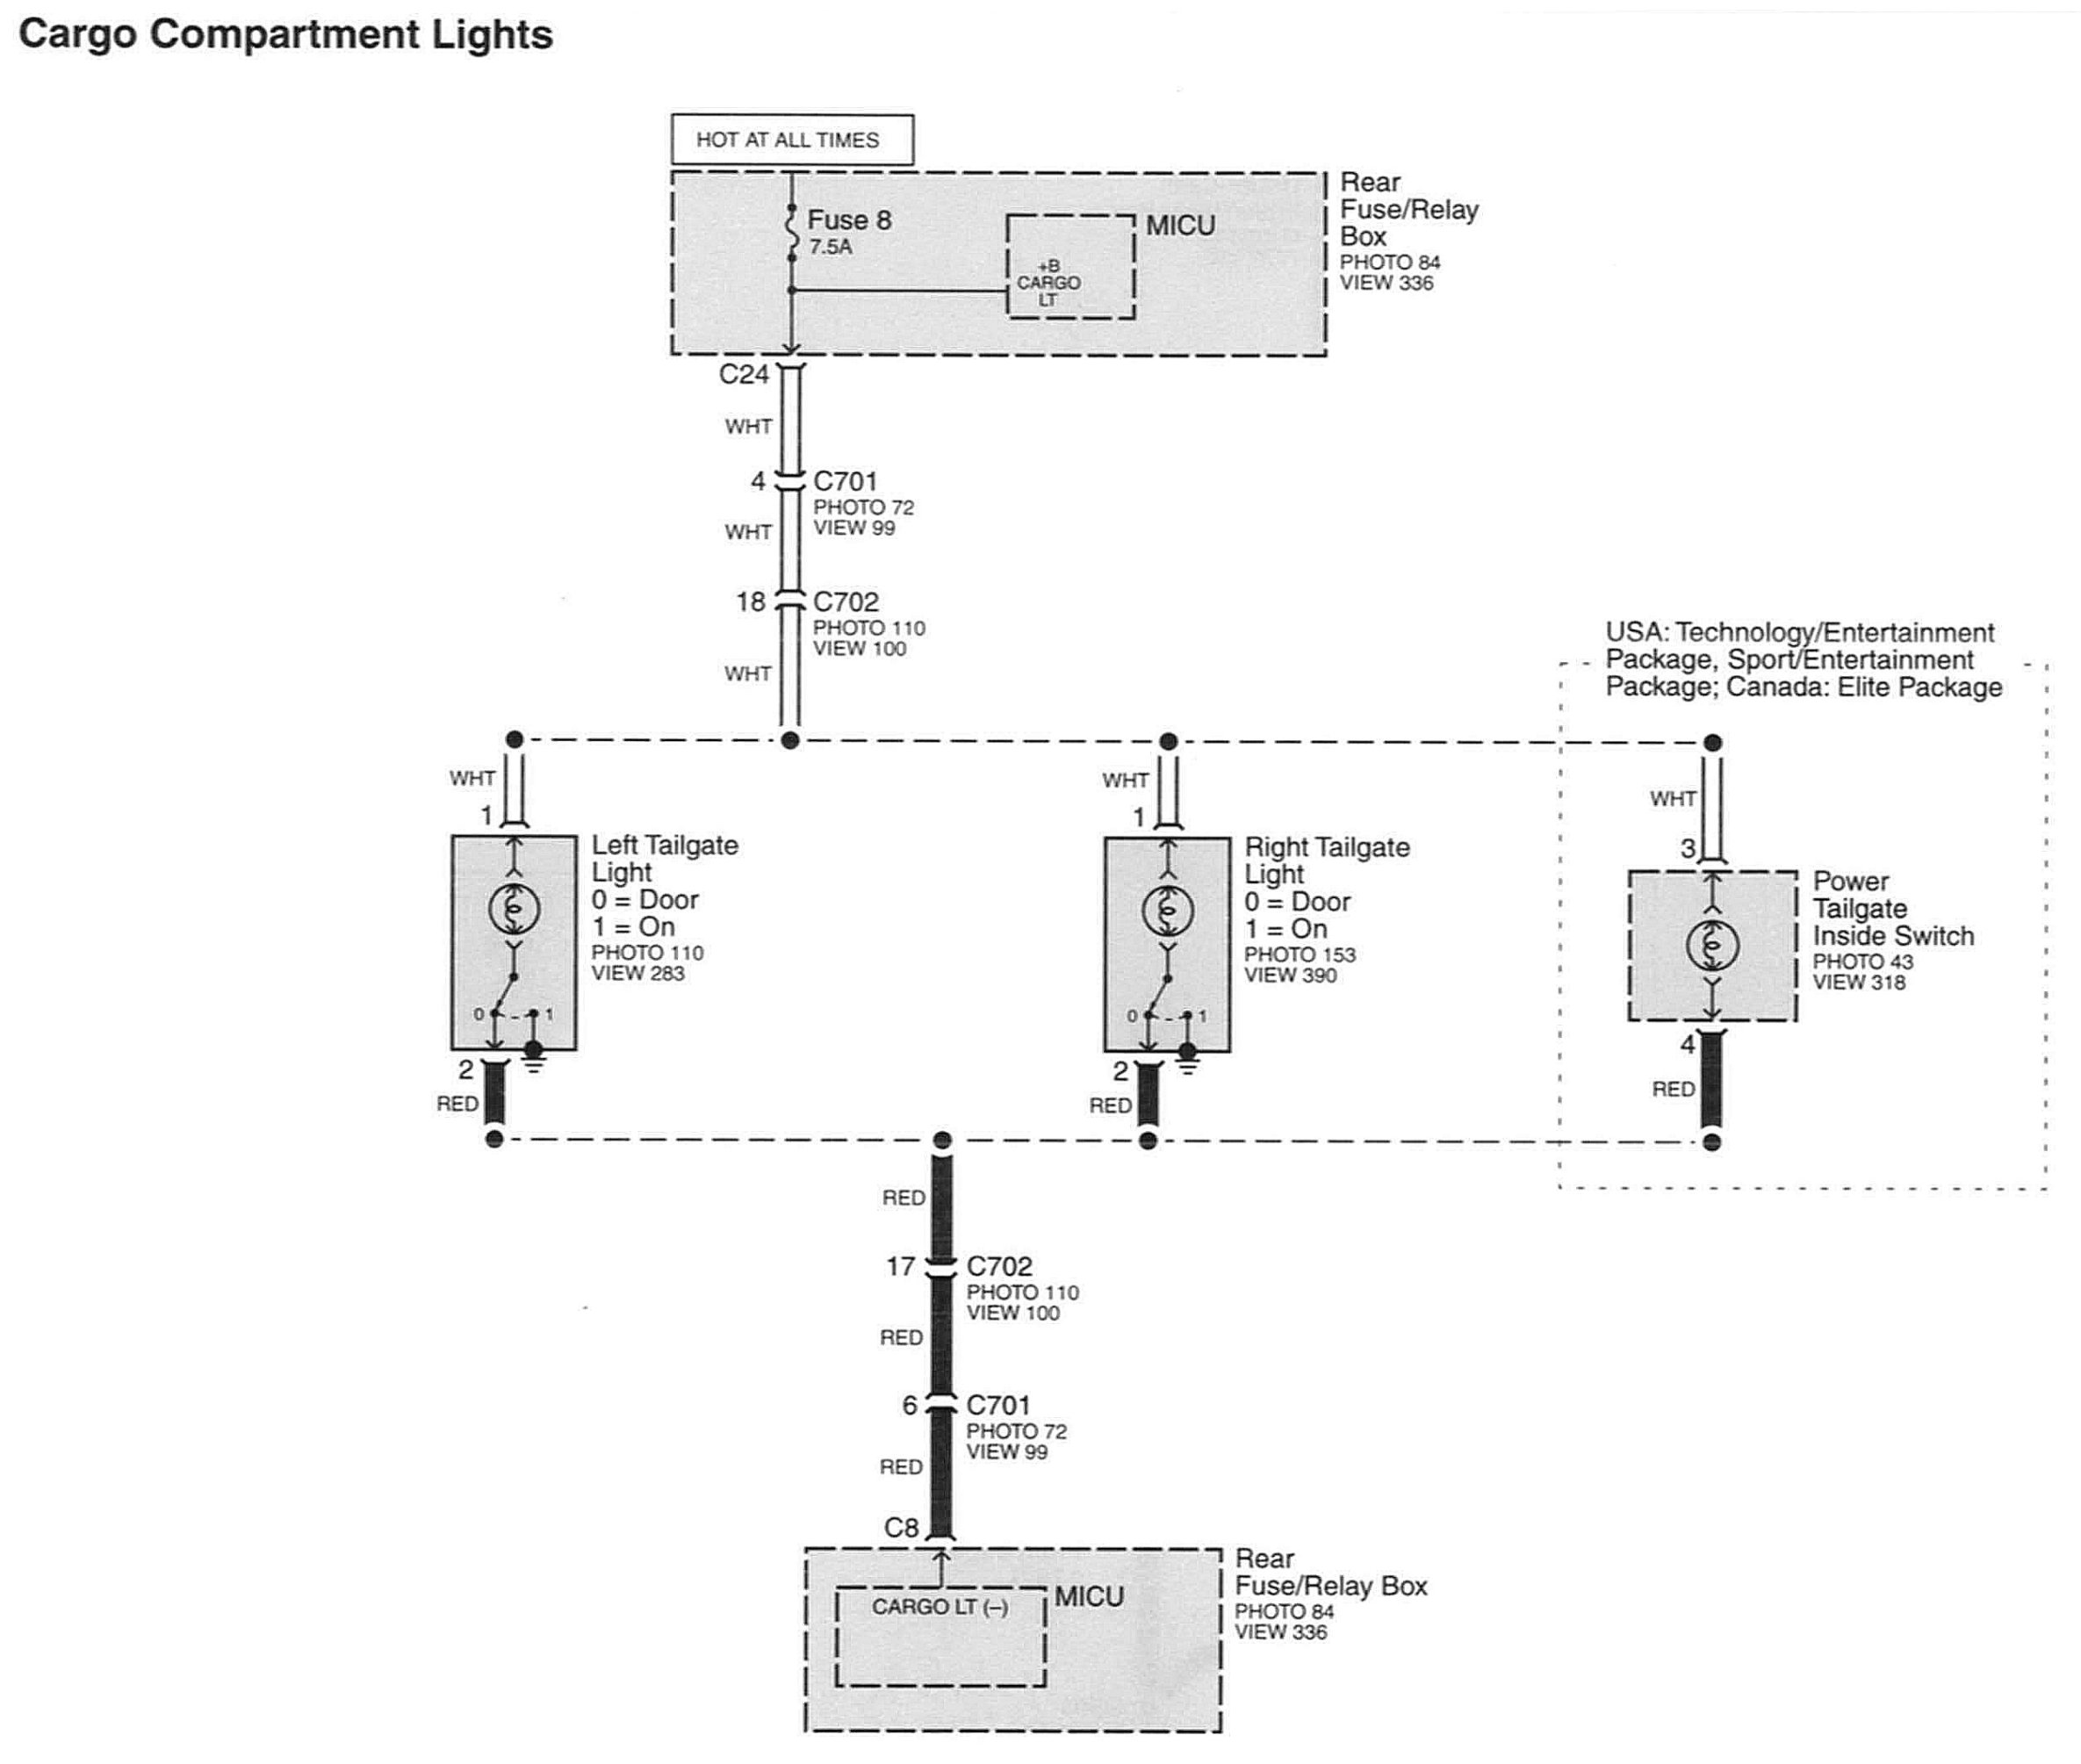 Cargo Compartment Lights
HOT AT ALL TIMES
Rear
Fuse/Relay
Box
PHOTO 84
VIEW 336
Fuse 8
7.5A
MICU
+B
CARGO
LT
C24
WHT
4
C701
PHOTO 72
VIEW 99
WHT
18
C702
PHOTO 110
VIEW 100
WHT
USA: Technology/Entertainment
Package, Sport/Entertainment
Package; Canada: Elite Package
WHT
1
Left Tailgate
Light
0 = Door
1 = On
PHOTO 110
VIEW 283
0
1
2
RED
WHT
1
Right Tailgate
Light
0 = Door
1 = On
PHOTO 153
VIEW 390
0
1
2
RED
WHT
3
Power
Tailgate
Inside Switch
PHOTO 43
VIEW 318
4
RED
RED
17
C702
PHOTO 110
VIEW 100
RED
6
C701
PHOTO 72
VIEW 99
RED
C8
Rear
Fuse/Relay Box
PHOTO 84
VIEW 336
MICU
CARGO LT (–)